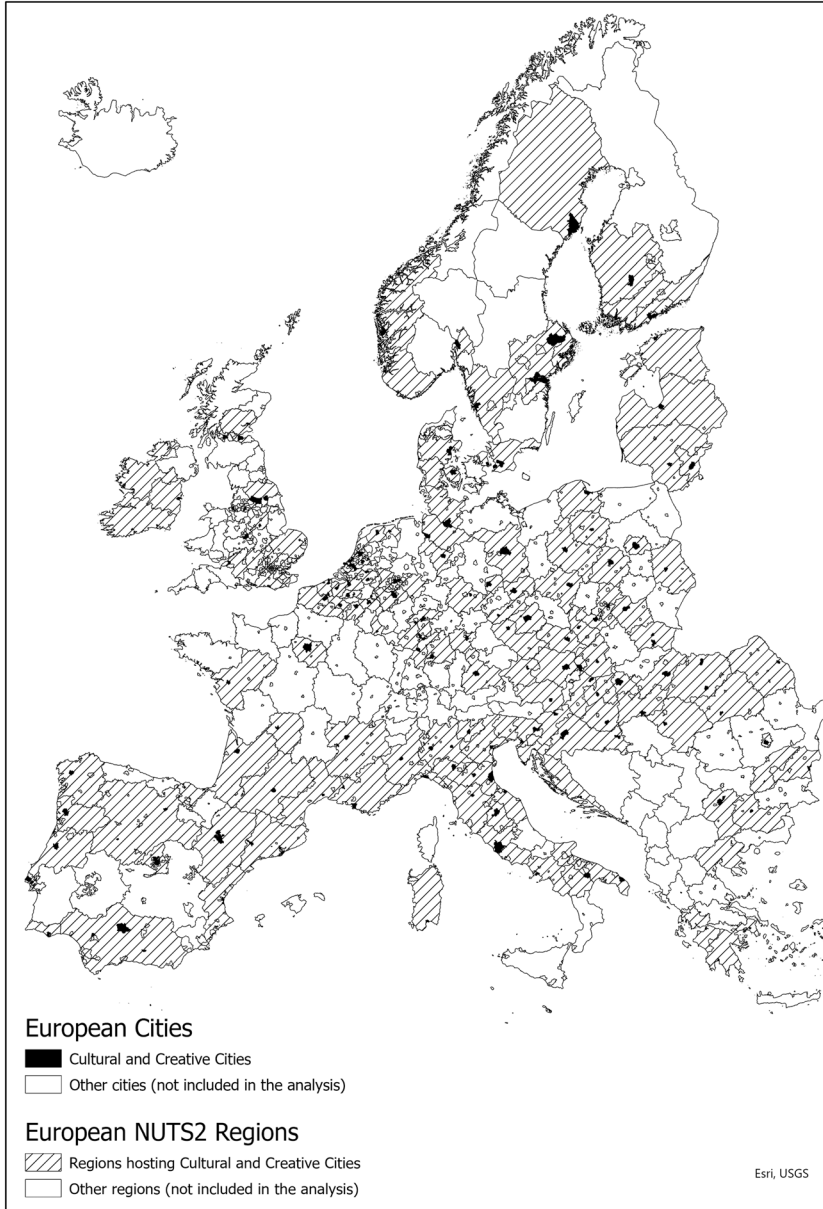 European Cities
Cultural and Creative Cities
Other cities (not included in the analysis)
European NUTS2 Regions
Regions hosting Cultural and Creative Cities
Other regions (not included in the analysis)
Esri, USGS